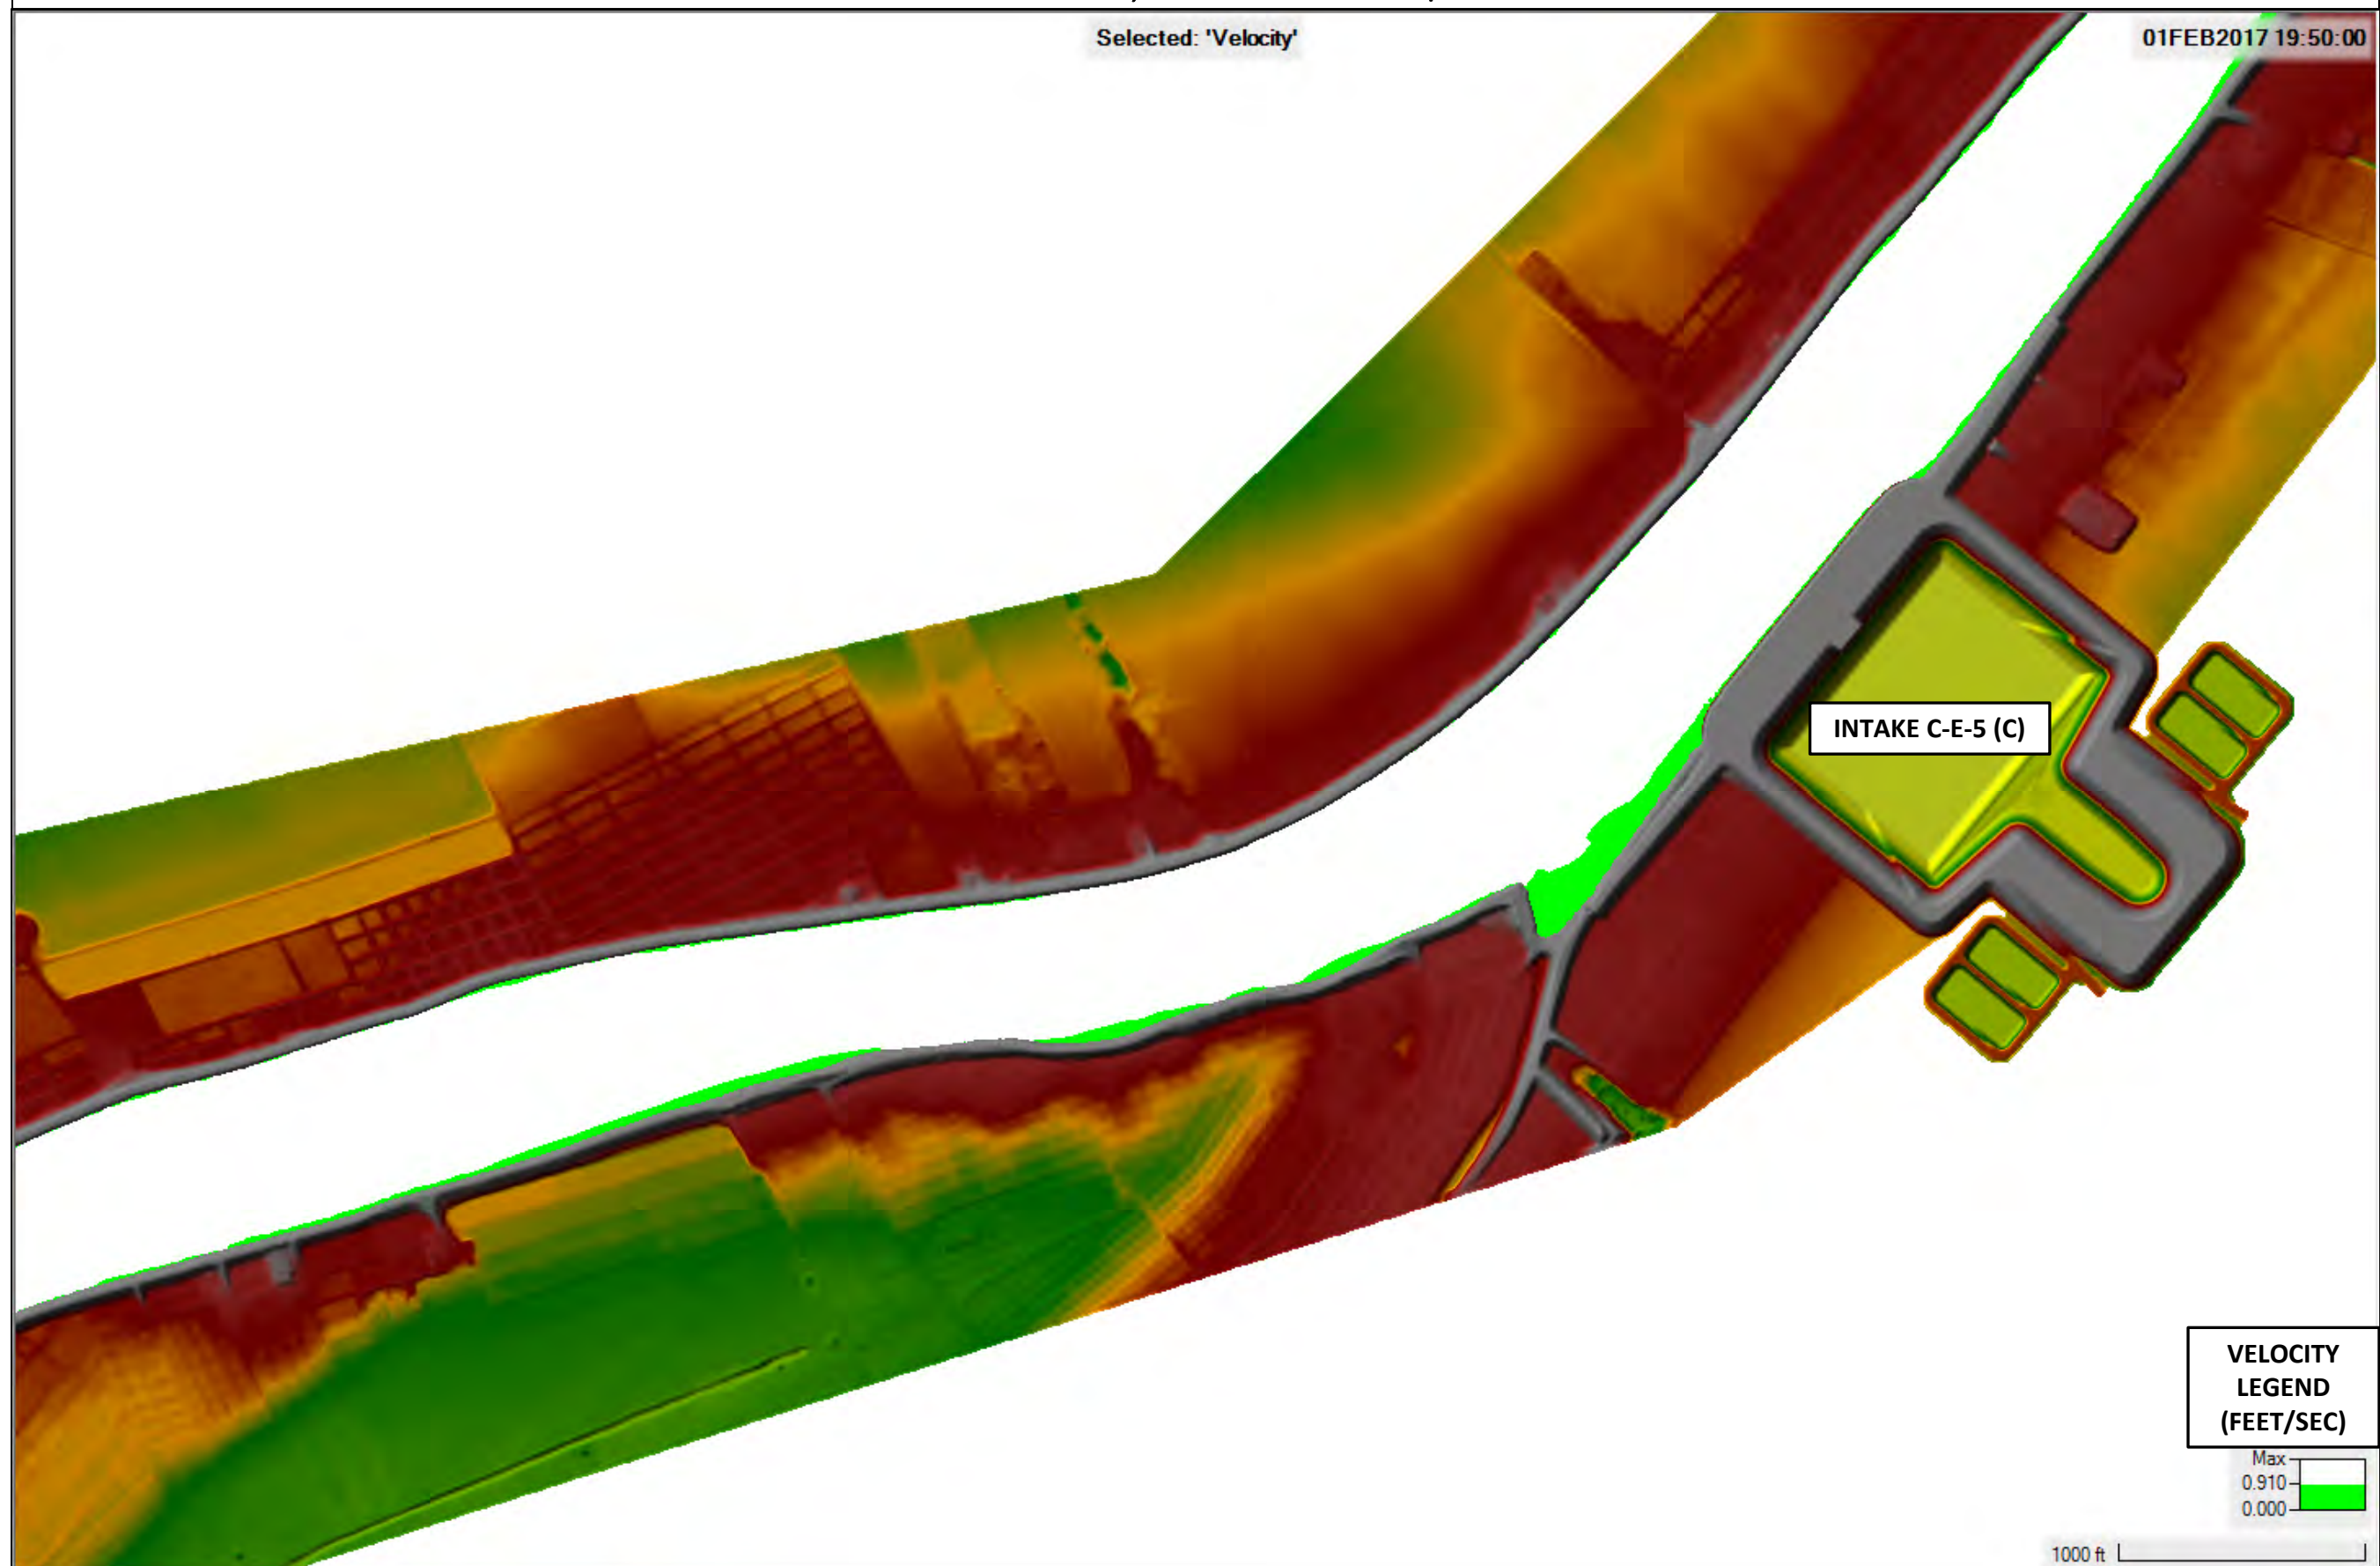 Selected: 'Velocity'
01FEB2017 19:50:00
INTAKE C-E-5 (C)
VELOCITY
LEGEND
(FEET/SEC)
Max
0.910
0.000
1000 ft